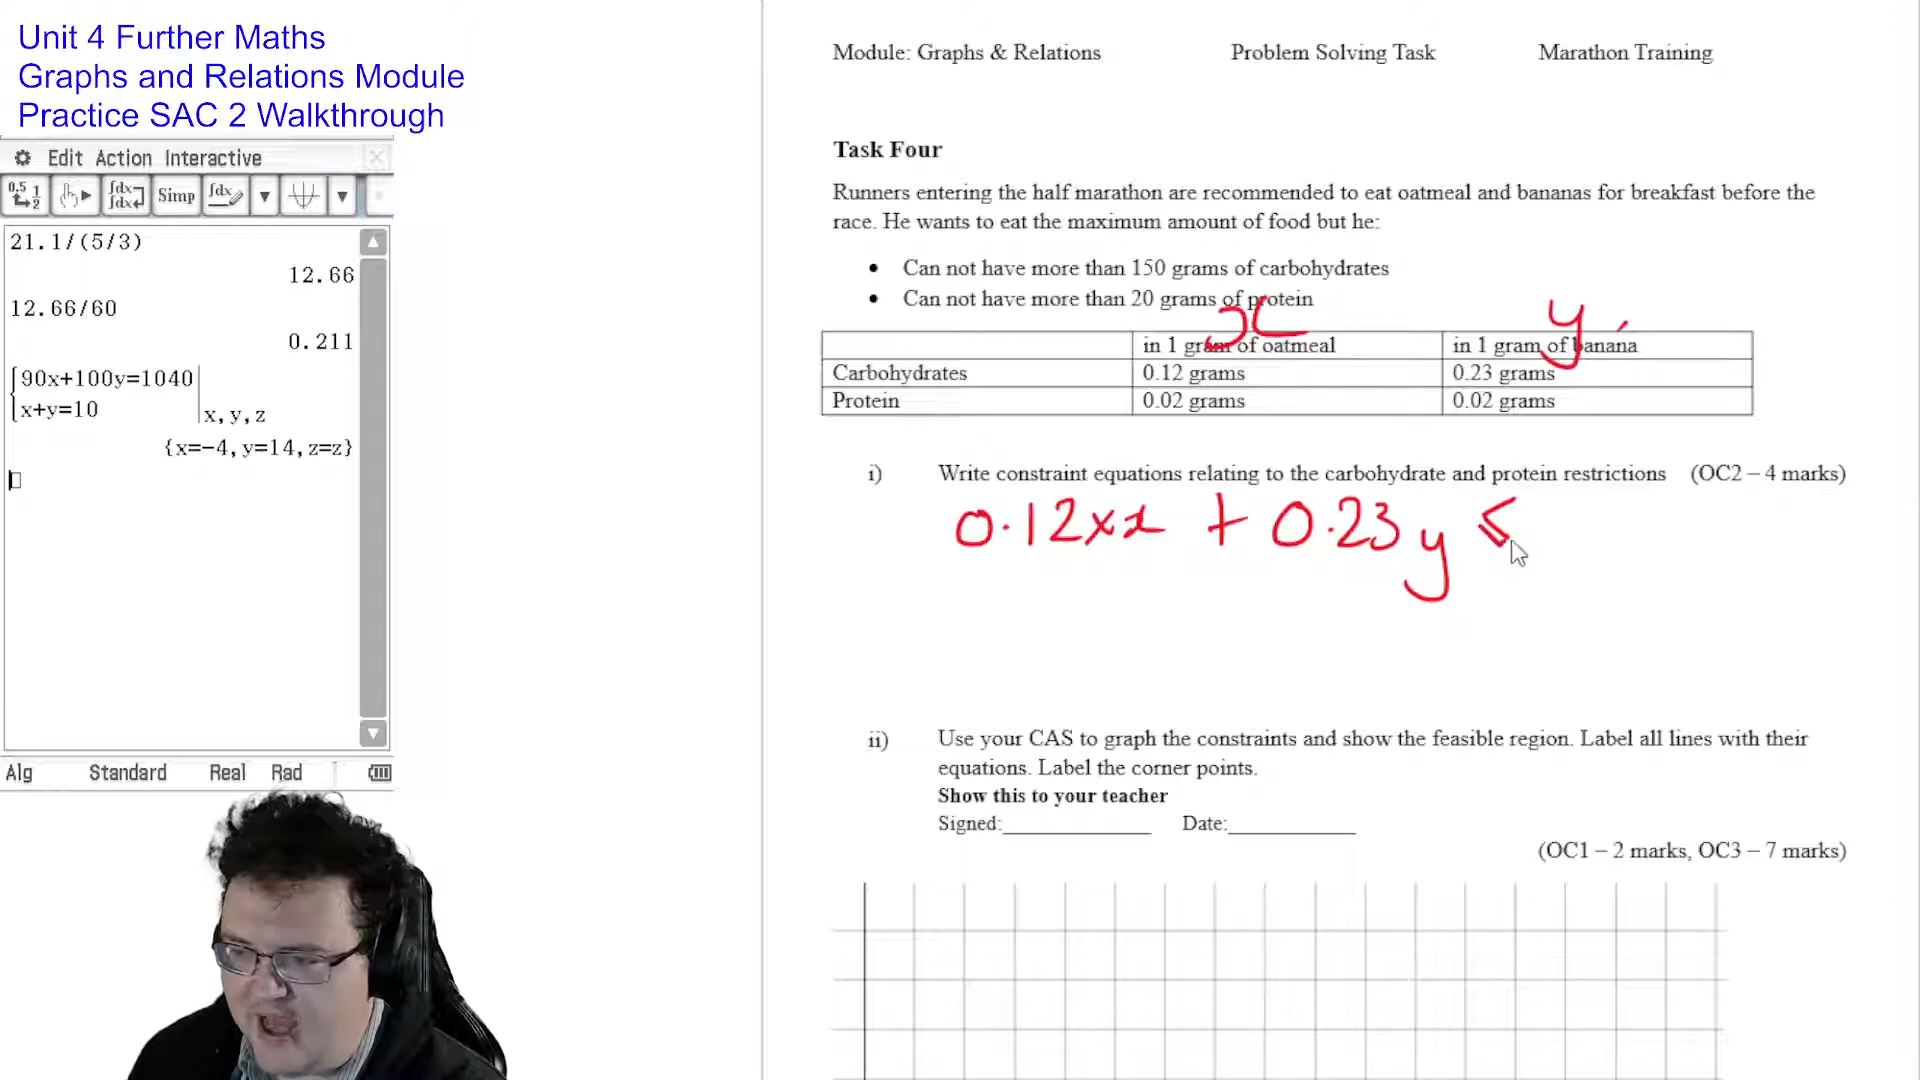 Unit 4 Further Maths
Graphs and Relations Module
Practice SAC 2 Walkthrough
Edit Action Interactive
Simp
21.1/(5/3)
12.66
12.66/60
0.211
90x+100y=1040
x+y=10
x,y,z
{x=-4,y=14,z=z}
Alg Standard Real Rad
Module: Graphs & Relations Problem Solving Task Marathon Training
Task Four
Runners entering the half marathon are recommended to eat oatmeal and bananas for breakfast before the
race. He wants to eat the maximum amount of food but he:
• Can not have more than 150 grams of carbohydrates
• Can not have more than 20 grams of protein
x y
in 1 gram of oatmeal in 1 gram of banana
Carbohydrates 0.12 grams 0.23 grams
Protein 0.02 grams 0.02 grams
i) Write constraint equations relating to the carbohydrate and protein restrictions (OC2 – 4 marks)
0.12×x + 0.23y ≤
ii) Use your CAS to graph the constraints and show the feasible region. Label all lines with their
equations. Label the corner points.
Show this to your teacher
Signed:_______________ Date:_____________
(OC1 – 2 marks, OC3 – 7 marks)